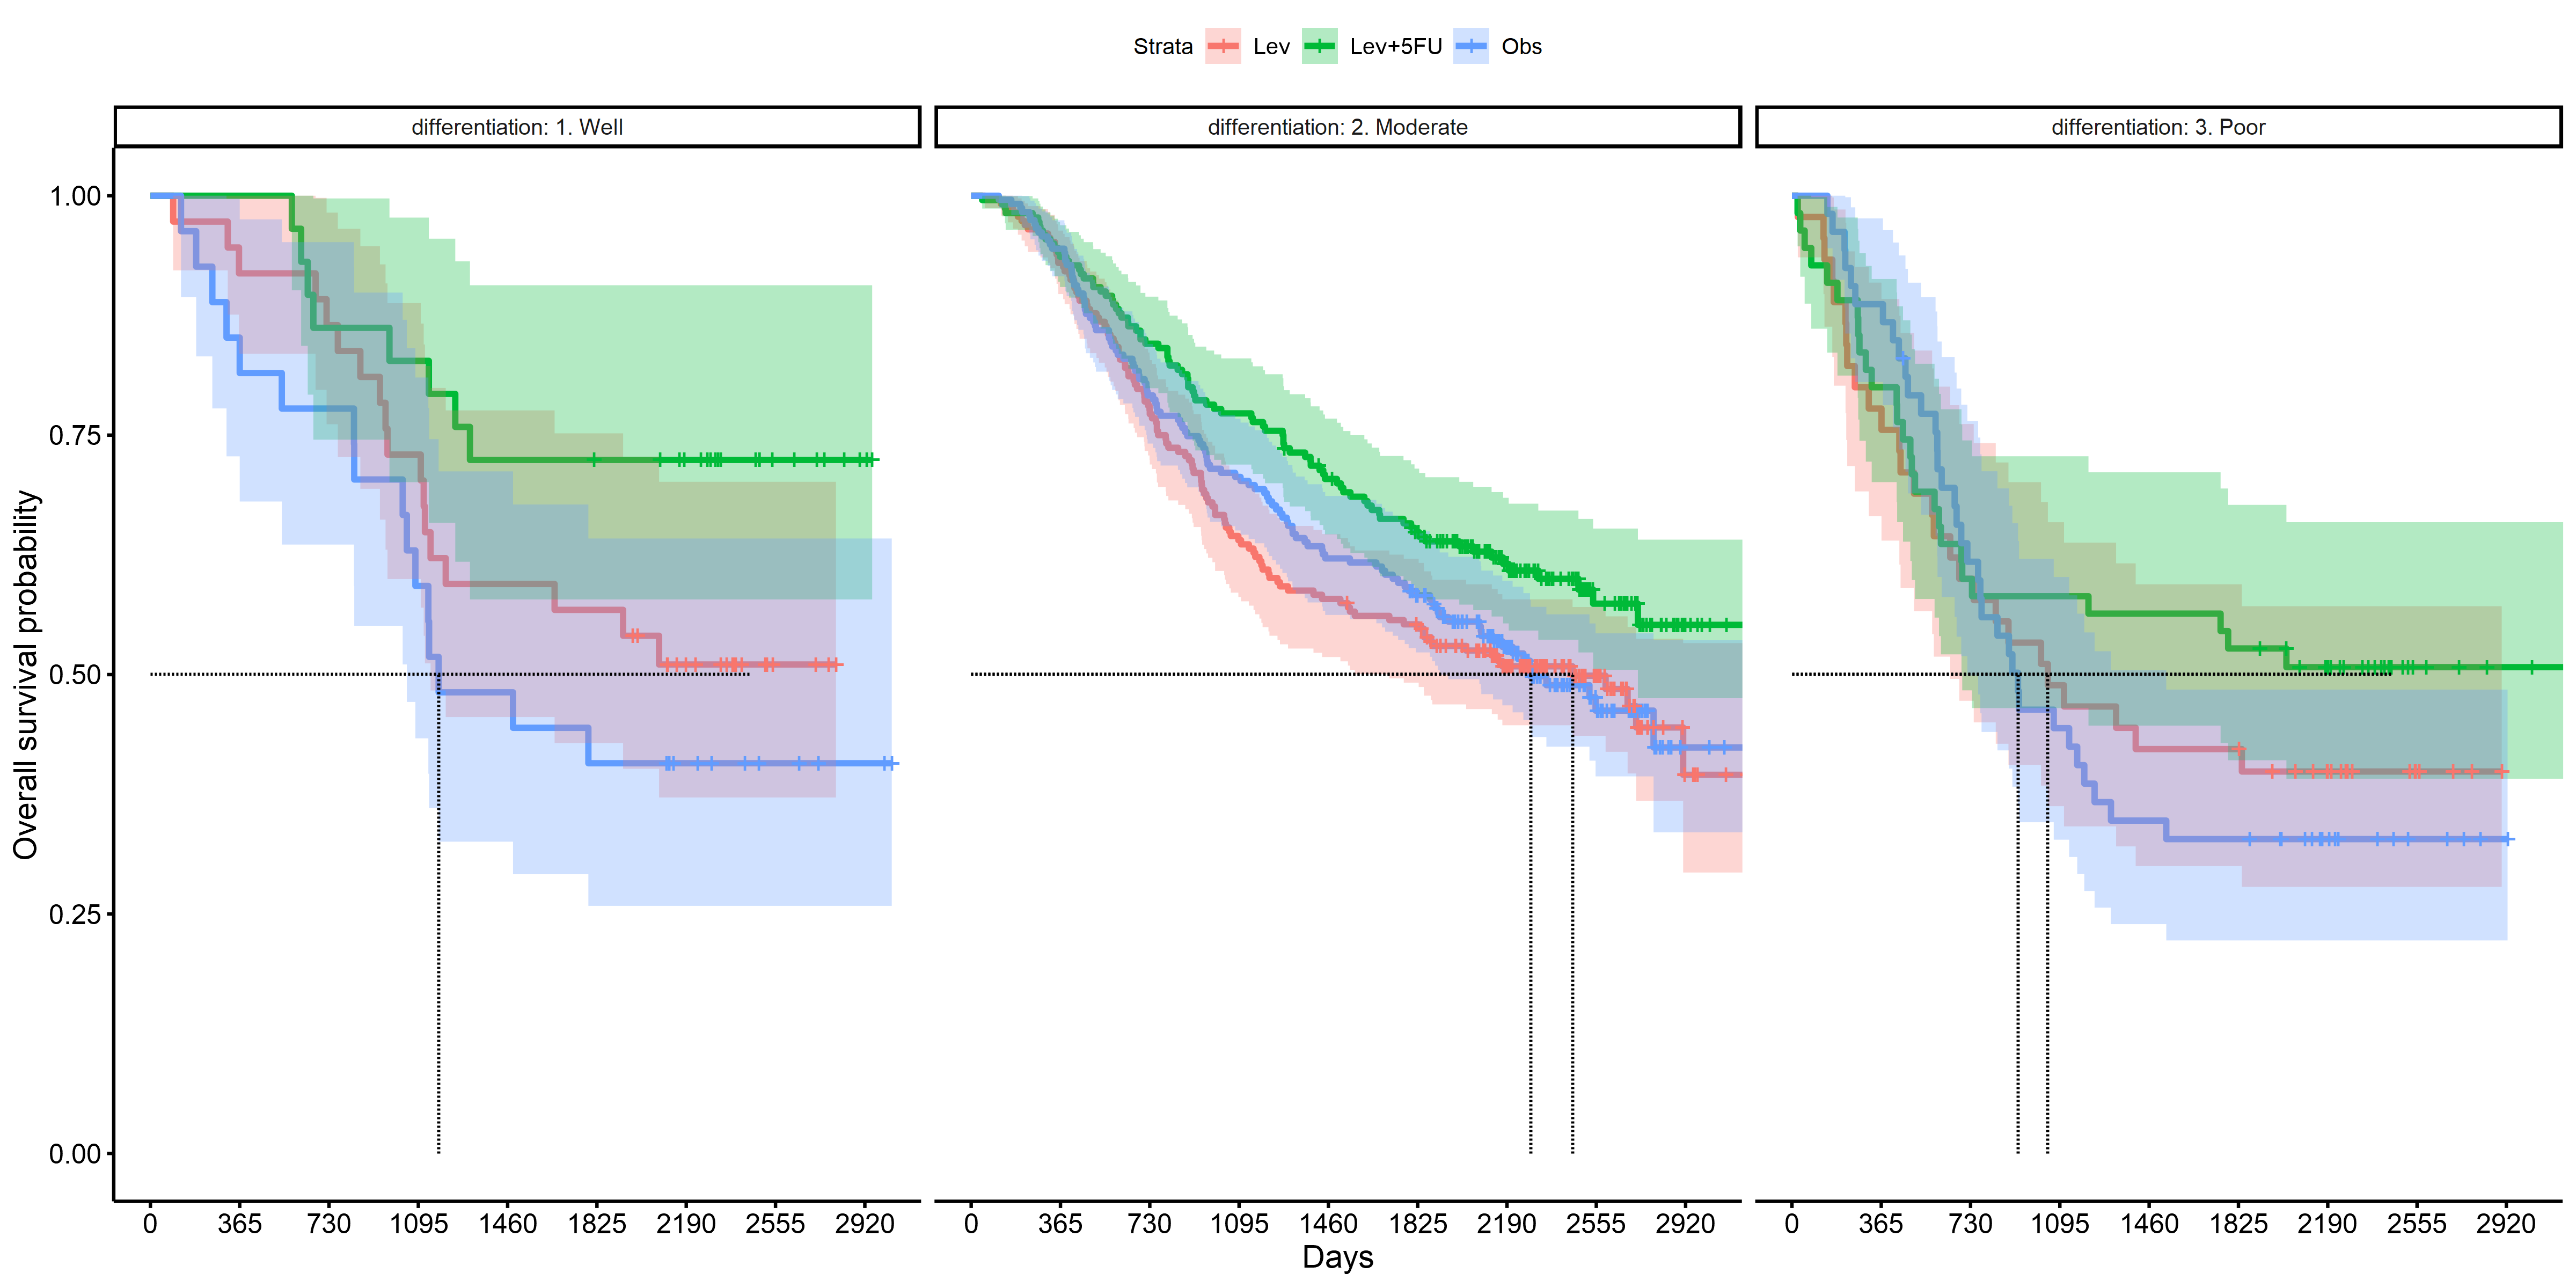 Strata Lev Lev+5FU Obs
differentiation: 1. Well
differentiation: 2. Moderate
differentiation: 3. Poor
Overall survival probability
1.00
0.75
0.50
0.25
0.00
0 365 730 1095 1460 1825 2190 2555 2920
0 365 730 1095 1460 1825 2190 2555 2920
0 365 730 1095 1460 1825 2190 2555 2920
Days